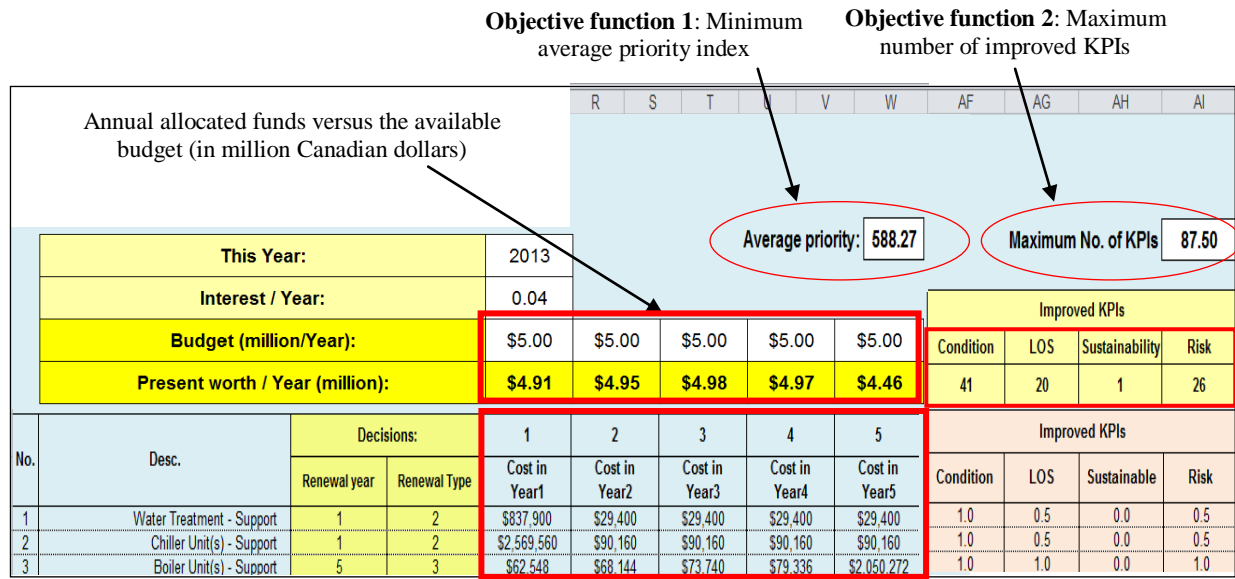 Objective function 1: Minimum
average priority index
Objective function 2: Maximum
number of improved KPIs
Annual allocated funds versus the available
budget (in million Canadian dollars)
R S T U V W AF AG AH AI
Average priority: 588.27
Maximum No. of KPIs 87.50
This Year: 2013
Interest / Year: 0.04
Budget (million/Year): $5.00 $5.00 $5.00 $5.00 $5.00
Present worth / Year (million): $4.91 $4.95 $4.98 $4.97 $4.46
Improved KPIs
Condition LOS Sustainability Risk
41 20 1 26
No. Desc. Decisions: 1 2 3 4 5 Improved KPIs
Renewal year Renewal Type Cost in Year1 Cost in Year2 Cost in Year3 Cost in Year4 Cost in Year5 Condition LOS Sustainable Risk
1 Water Treatment - Support 1 2 $837,900 $29,400 $29,400 $29,400 $29,400 1.0 0.5 0.0 0.5
2 Chiller Unit(s) - Support 1 2 $2,569,560 $90,160 $90,160 $90,160 $90,160 1.0 0.5 0.0 0.5
3 Boiler Unit(s) - Support 5 3 $62,548 $68,144 $73,740 $79,336 $2,050,272 1.0 1.0 0.0 1.0